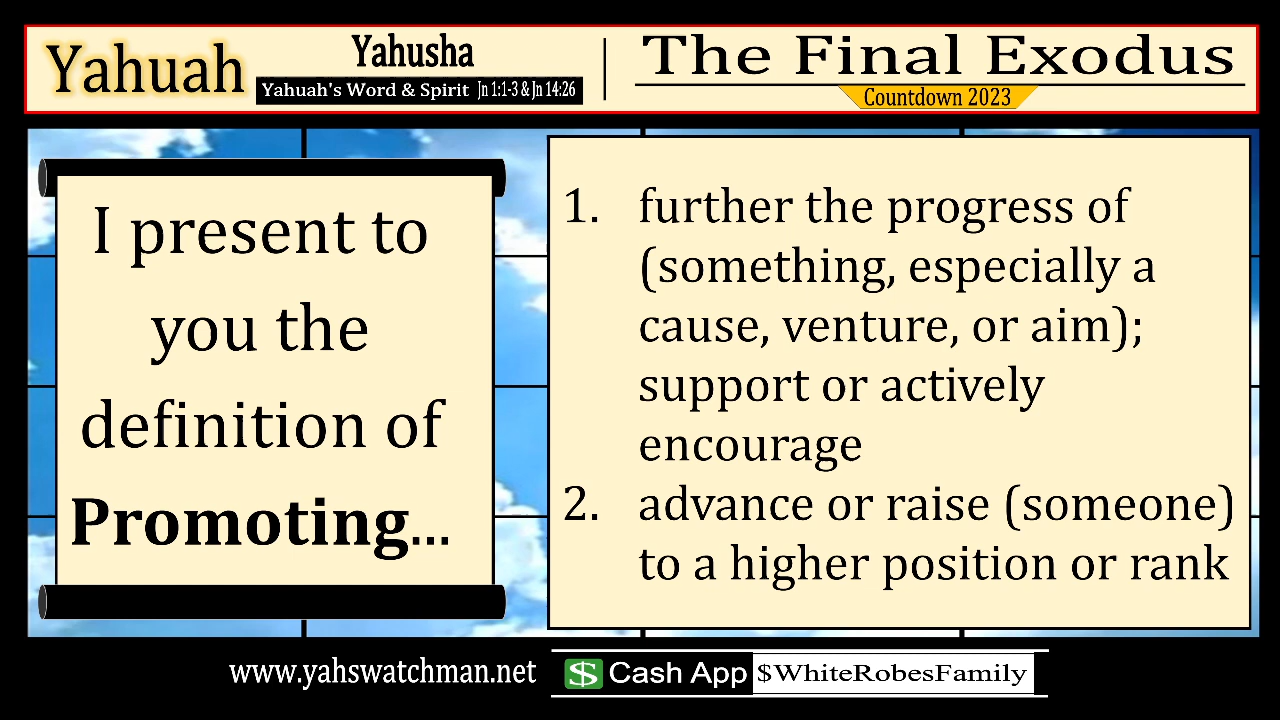 Yahuah
Yahusha
Yahuah's Word & Spirit Jn 1:1-3 & Jn 14:26
The Final Exodus
Countdown 2023
I present to
you the
definition of
Promoting...
1. further the progress of
(something, especially a
cause, venture, or aim);
support or actively
encourage
2. advance or raise (someone)
to a higher position or rank
www.yahswatchman.net
$ Cash App $WhiteRobesFamily